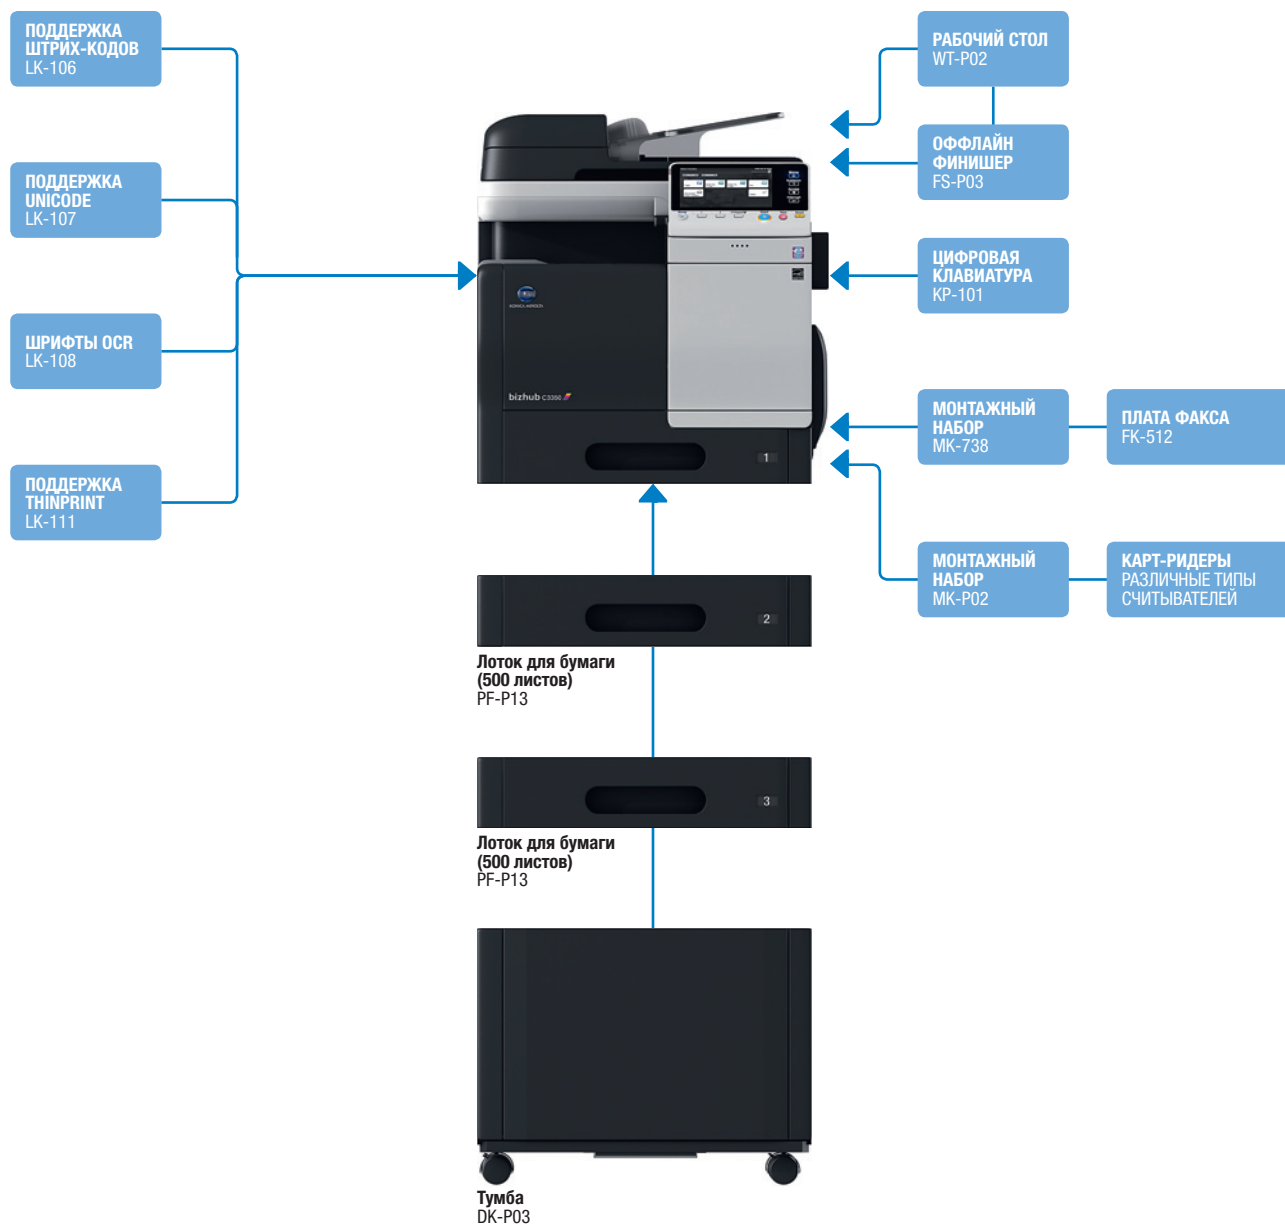 ПОДДЕРЖКА
ШТРИХ-КОДОВ
LK-106
ПОДДЕРЖКА
UNICODE
LK-107
ШРИФТЫ OCR
LK-108
ПОДДЕРЖКА
THINPRINT
LK-111
РАБОЧИЙ СТОЛ
WT-P02
ОФФЛАЙН
ФИНИШЕР
FS-P03
ЦИФРОВАЯ
КЛАВИАТУРА
KP-101
МОНТАЖНЫЙ
НАБОР
MK-738
ПЛАТА ФАКСА
FK-512
МОНТАЖНЫЙ
НАБОР
MK-P02
КАРТ-РИДЕРЫ
РАЗЛИЧНЫЕ ТИПЫ
СЧИТЫВАТЕЛЕЙ
KONICA MINOLTA
bizhub C3350
1
2
Лоток для бумаги
(500 листов)
PF-P13
3
Лоток для бумаги
(500 листов)
PF-P13
Тумба
DK-P03